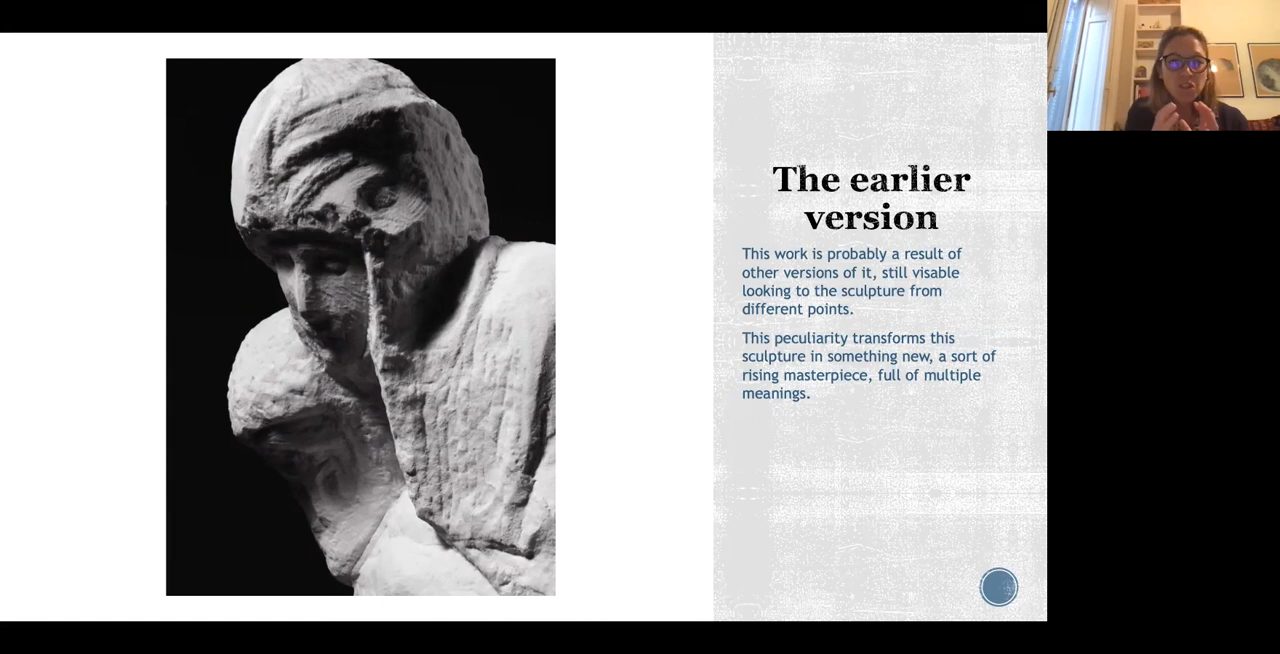 The earlier
version
This work is probably a result of
other versions of it, still visable
looking to the sculpture from
different points.
This peculiarity transforms this
sculpture in something new, a sort of
rising masterpiece, full of multiple
meanings.